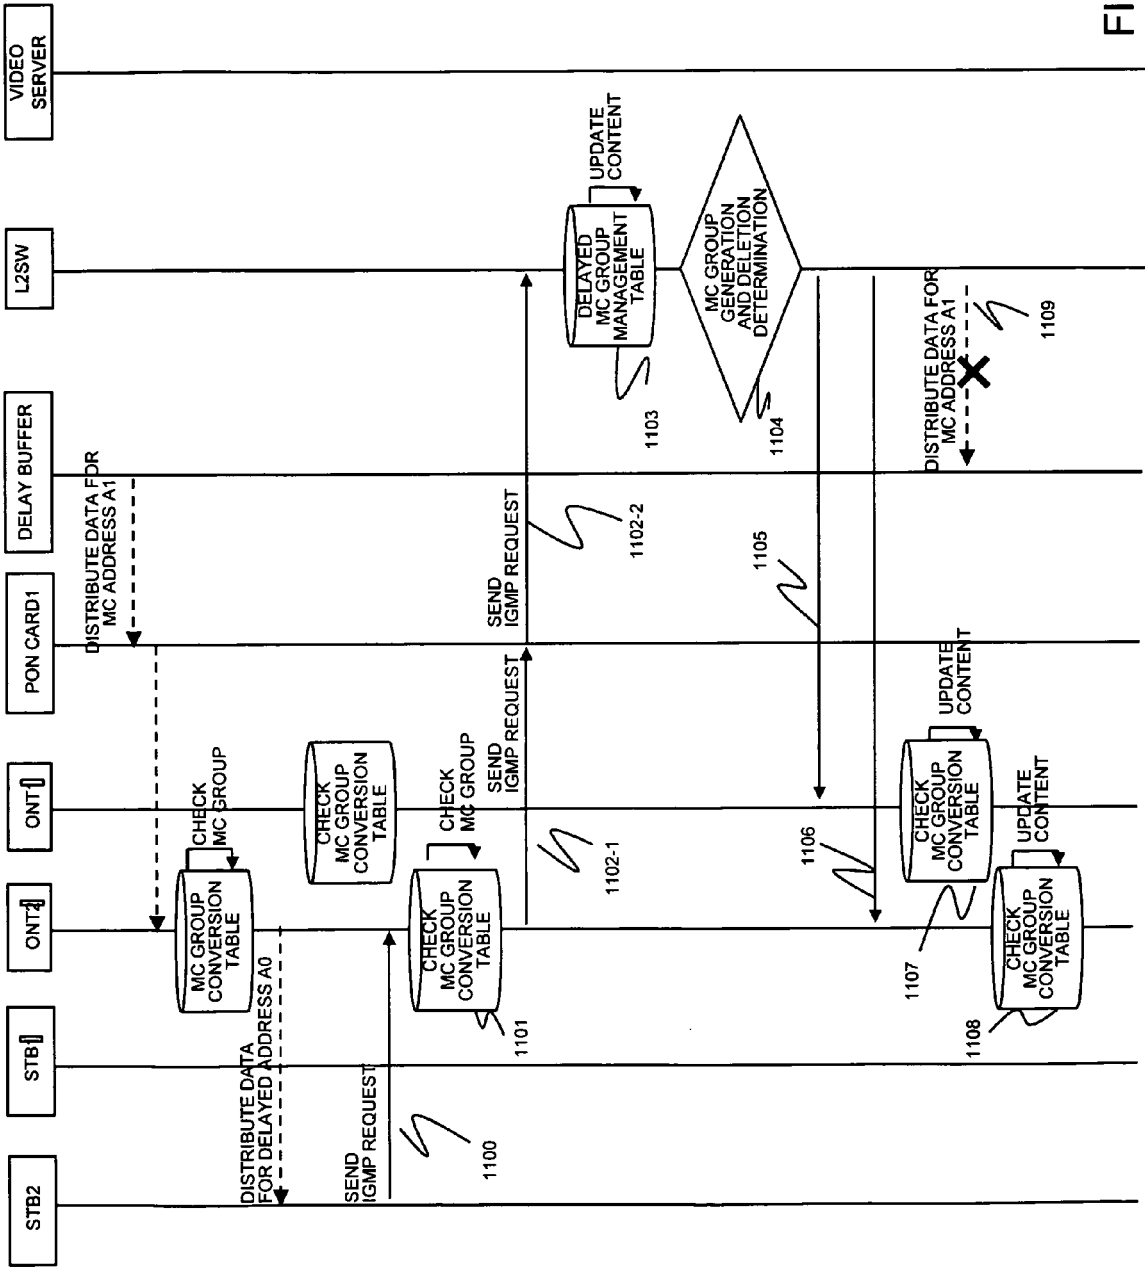 STB2
STB1
ONT2
ONT1
PON CARD1
DELAY BUFFER
L2SW
VIDEO
SERVER
DISTRIBUTE DATA FOR
MC ADDRESS A1
MC GROUP
CONVERSION
TABLE
CHECK
MC GROUP
DISTRIBUTE DATA
FOR DELAYED ADDRESS A0
CHECK
MC GROUP
CONVERSION
TABLE
SEND
IGMP REQUEST
1100
CHECK
MC GROUP
CONVERSION
TABLE
CHECK
MC GROUP
1101
SEND
IGMP REQUEST
1102-1
SEND
IGMP REQUEST
1102-2
DELAYED
MC GROUP
MANAGEMENT
TABLE
UPDATE
CONTENT
1103
MC GROUP
GENERATION
AND DELETION
DETERMINATION
1104
1105
1106
DISTRIBUTE DATA FOR
MC ADDRESS A1
1109
CHECK
MC GROUP
CONVERSION
TABLE
UPDATE
CONTENT
1107
CHECK
MC GROUP
CONVERSION
TABLE
UPDATE
CONTENT
1108
FI